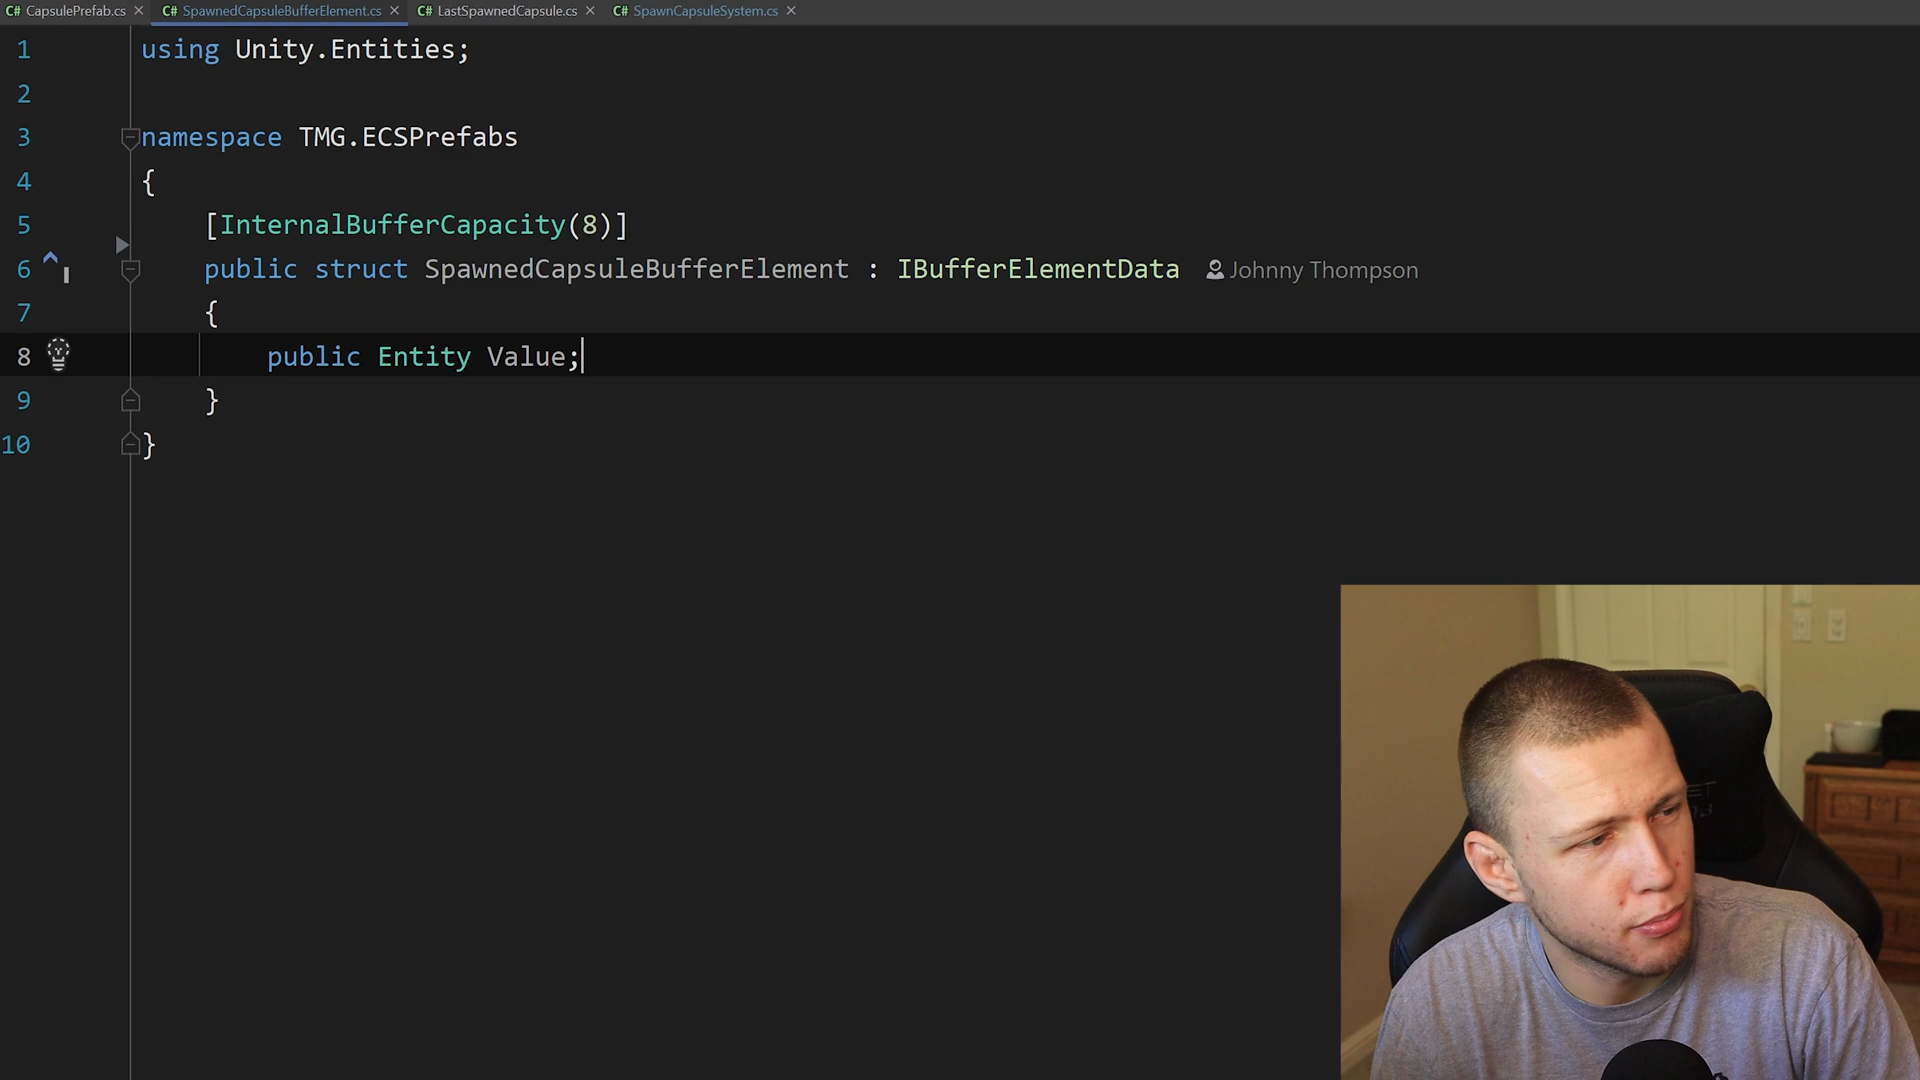 C# CapsulePrefab.cs C# SpawnedCapsuleBufferElement.cs C# LastSpawnedCapsule.cs C# SpawnCapsuleSystem.cs
1 using Unity.Entities;
2
3 namespace TMG.ECSPrefabs
4 {
5 [InternalBufferCapacity(8)]
6 public struct SpawnedCapsuleBufferElement : IBufferElementData Johnny Thompson
7 {
8 public Entity Value;
9 }
10 }